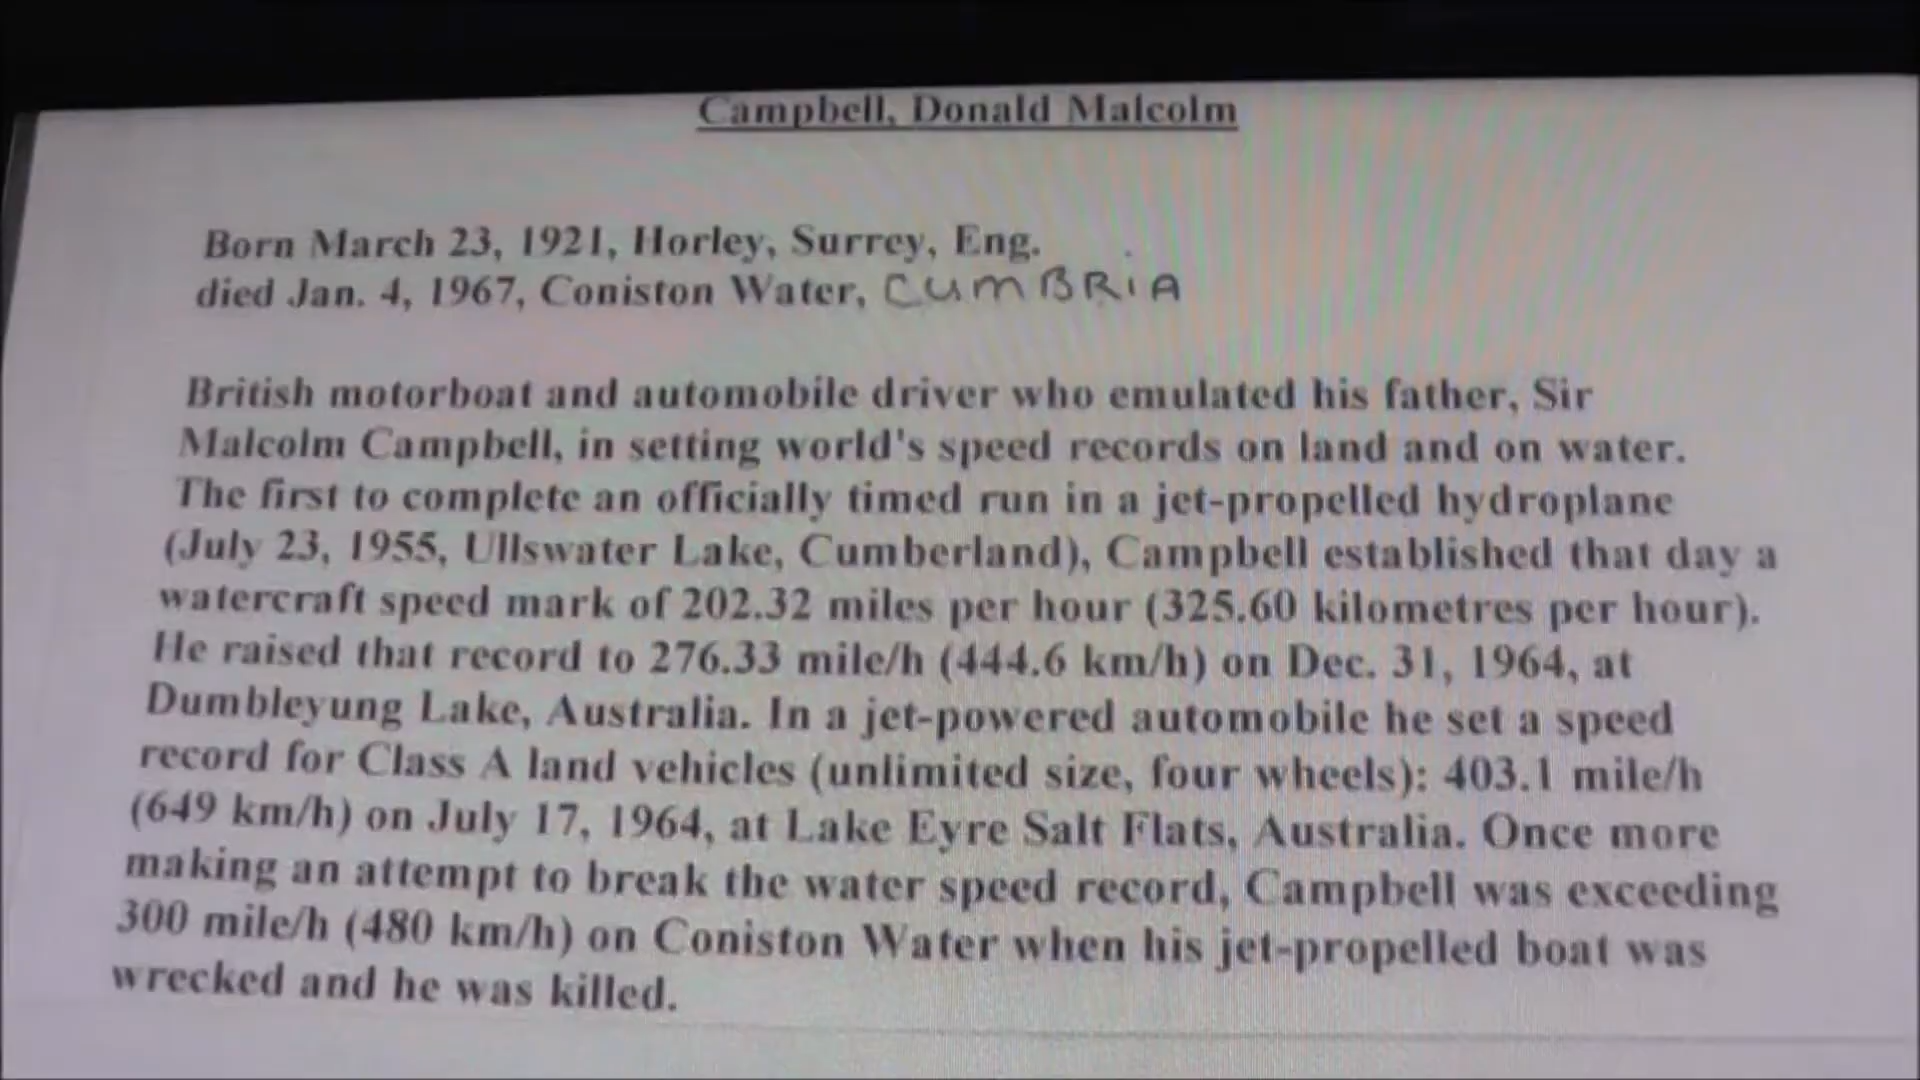 Campbell, Donald Malcolm
Born March 23, 1921, Horley, Surrey, Eng.
died Jan. 4, 1967, Coniston Water, CUMBRIA
British motorboat and automobile driver who emulated his father, Sir
Malcolm Campbell, in setting world's speed records on land and on water.
The first to complete an officially timed run in a jet-propelled hydroplane
(July 23, 1955, Ullswater Lake, Cumberland), Campbell established that day a
watercraft speed mark of 202.32 miles per hour (325.60 kilometres per hour).
He raised that record to 276.33 mile/h (444.6 km/h) on Dec. 31, 1964, at
Dumbleyung Lake, Australia. In a jet-powered automobile he set a speed
record for Class A land vehicles (unlimited size, four wheels): 403.1 mile/h
(649 km/h) on July 17, 1964, at Lake Eyre Salt Flats, Australia. Once more
making an attempt to break the water speed record, Campbell was exceeding
300 mile/h (480 km/h) on Coniston Water when his jet-propelled boat was
wrecked and he was killed.